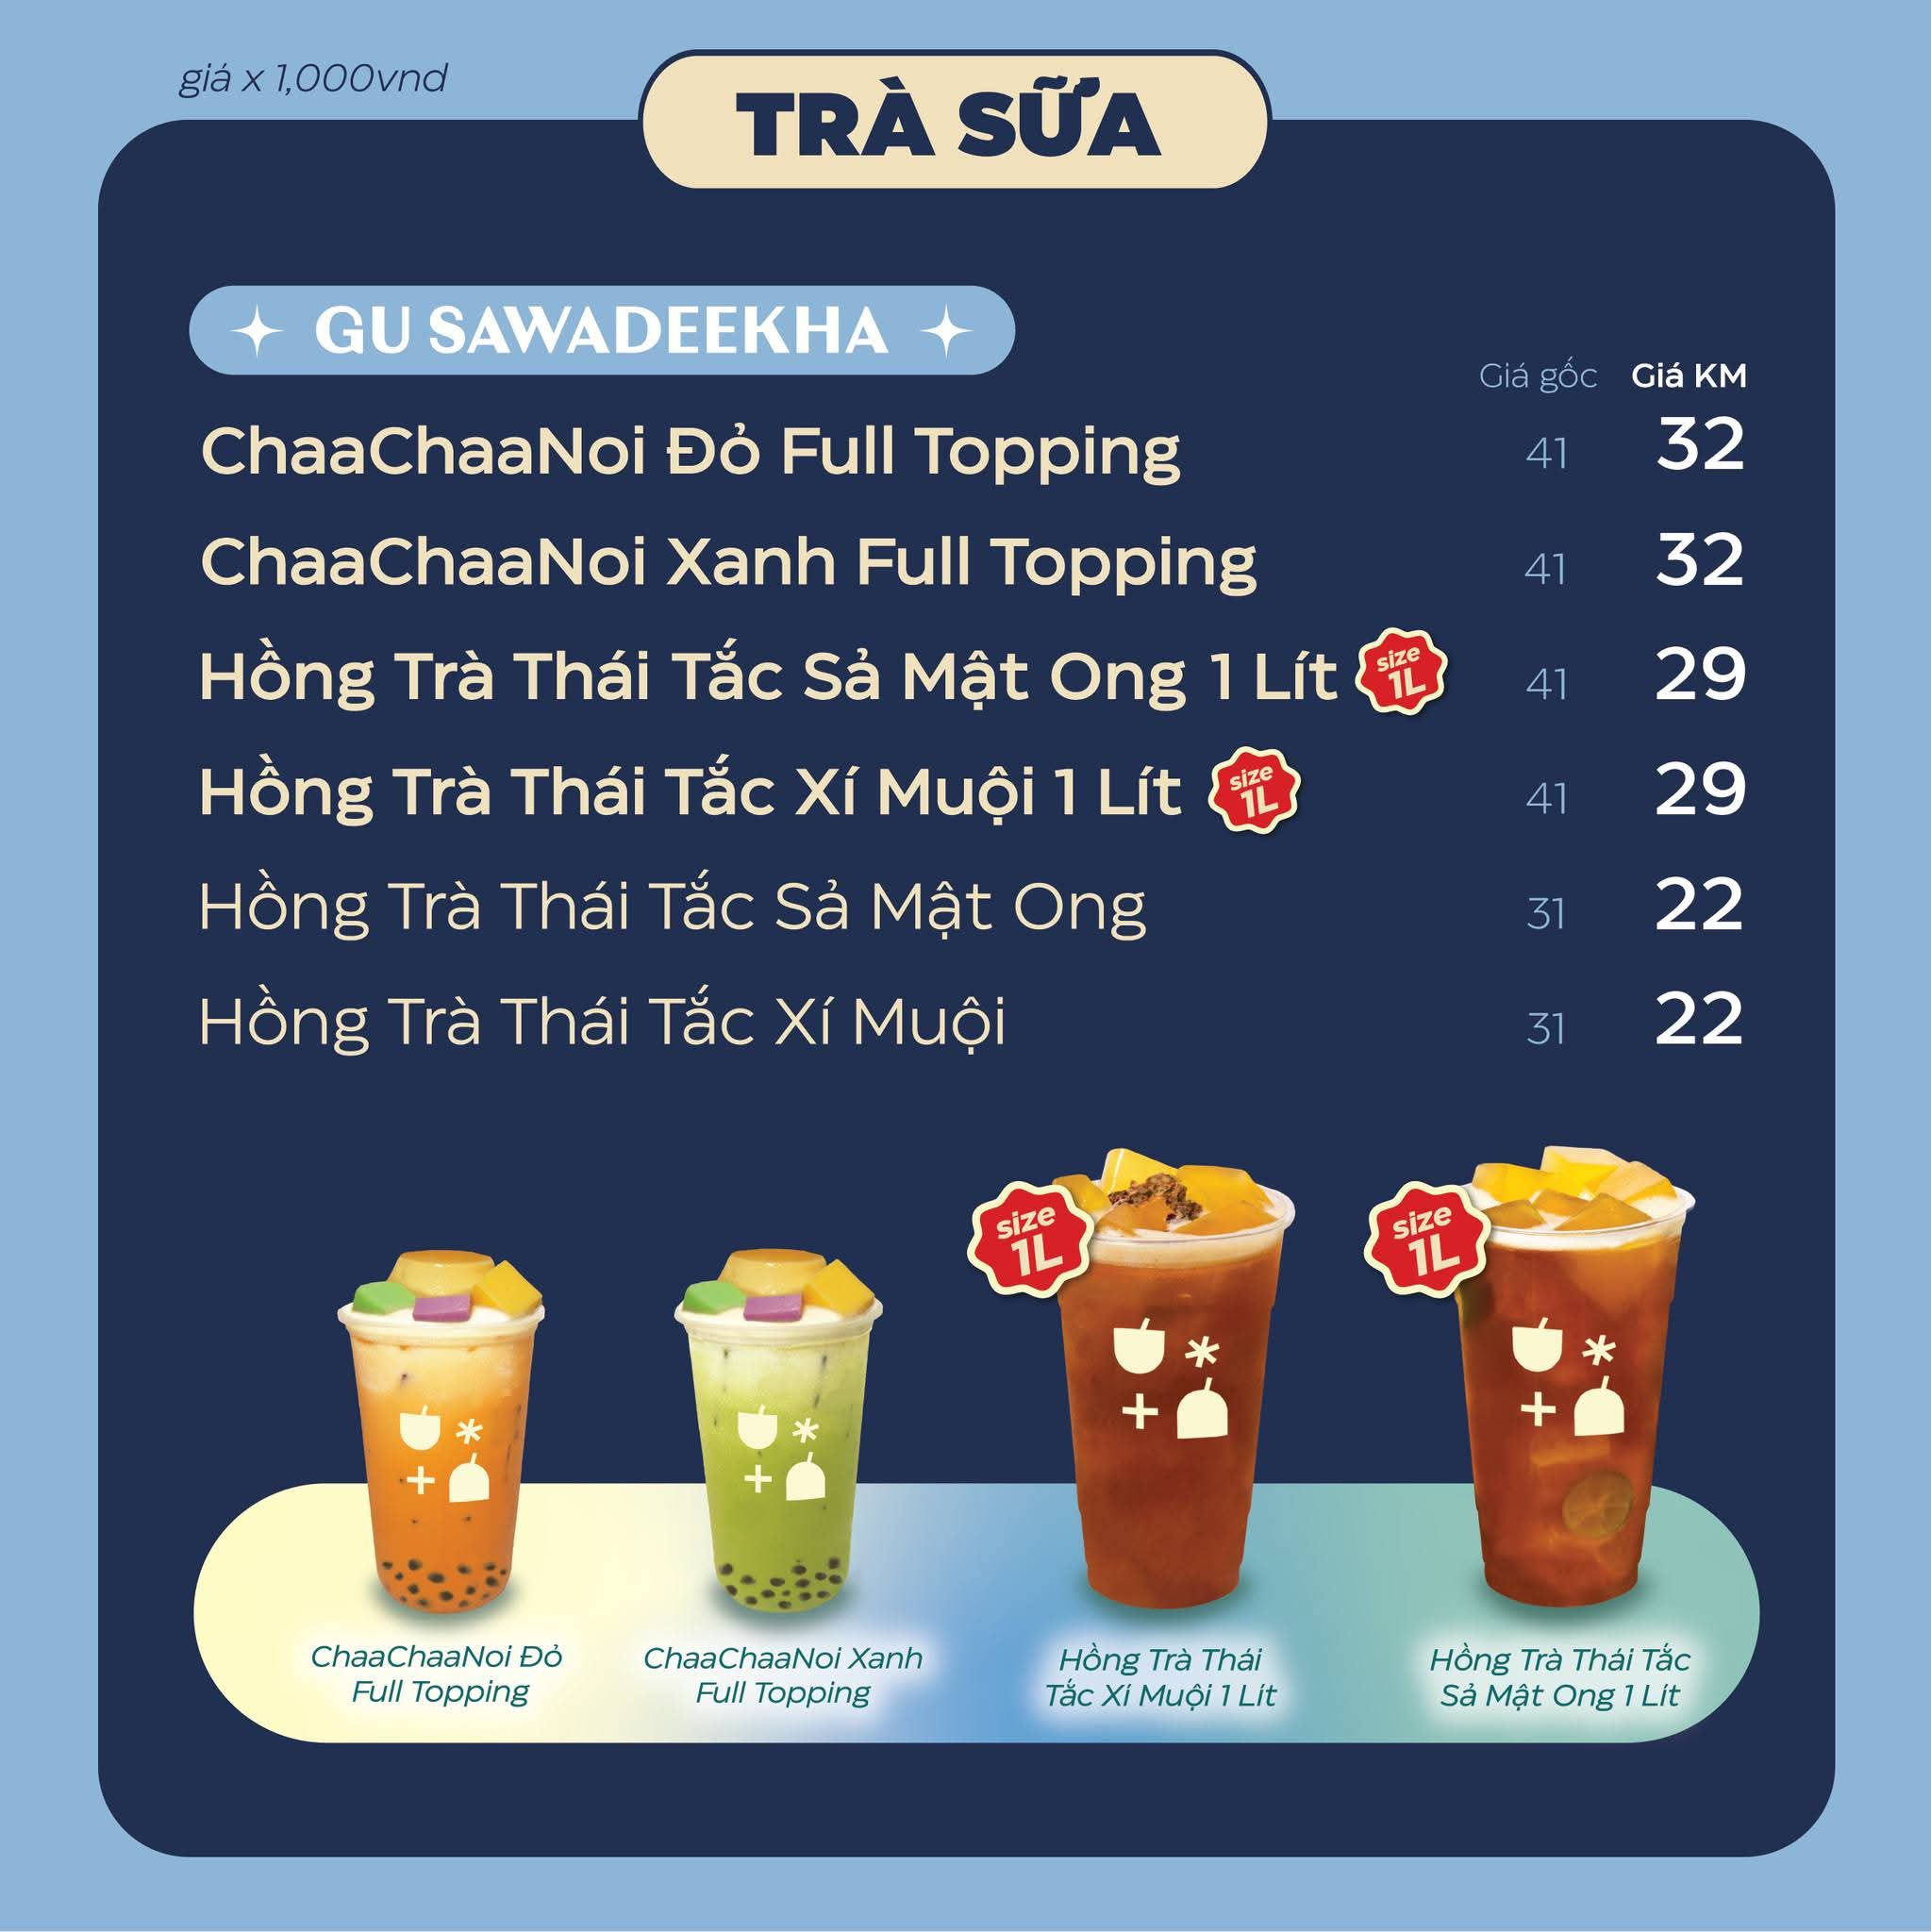 giá x 1,000vnd
TRÀ SỮA
GU SAWADEEKHA
Giá gốc Giá KM
ChaaChaaNoi Đỏ Full Topping 41 32
ChaaChaaNoi Xanh Full Topping 41 32
Hồng Trà Thái Tắc Sả Mật Ong 1 Lít size 1L 41 29
Hồng Trà Thái Tắc Xí Muội 1 Lít size 1L 41 29
Hồng Trà Thái Tắc Sả Mật Ong 31 22
Hồng Trà Thái Tắc Xí Muội 31 22
size
1L
size
1L
ChaaChaaNoi Đỏ
Full Topping
ChaaChaaNoi Xanh
Full Topping
Hồng Trà Thái
Tắc Xí Muội 1 Lít
Hồng Trà Thái Tắc
Sả Mật Ong 1 Lít